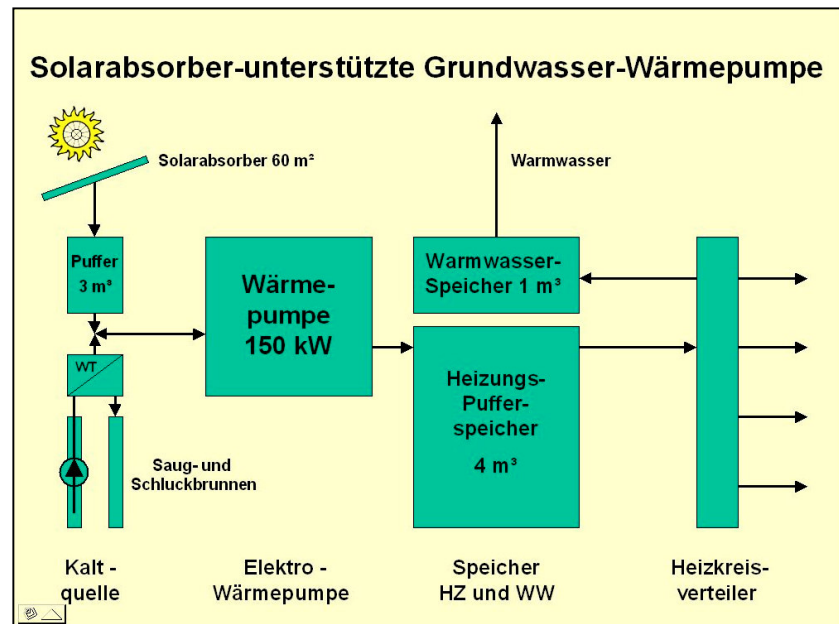 Solarabsorber-unterstützte Grundwasser-Wärmepumpe
Solarabsorber 60 m²
Warmwasser
Puffer
3 m³
Wärme-
pumpe
150 kW
Warmwasser-
Speicher 1 m³
WT
Heizungs-
Puffer-
speicher
4 m³
Saug- und
Schluckbrunnen
Kalt -
quelle
Elektro -
Wärmepumpe
Speicher
HZ und WW
Heizkreis-
verteiler